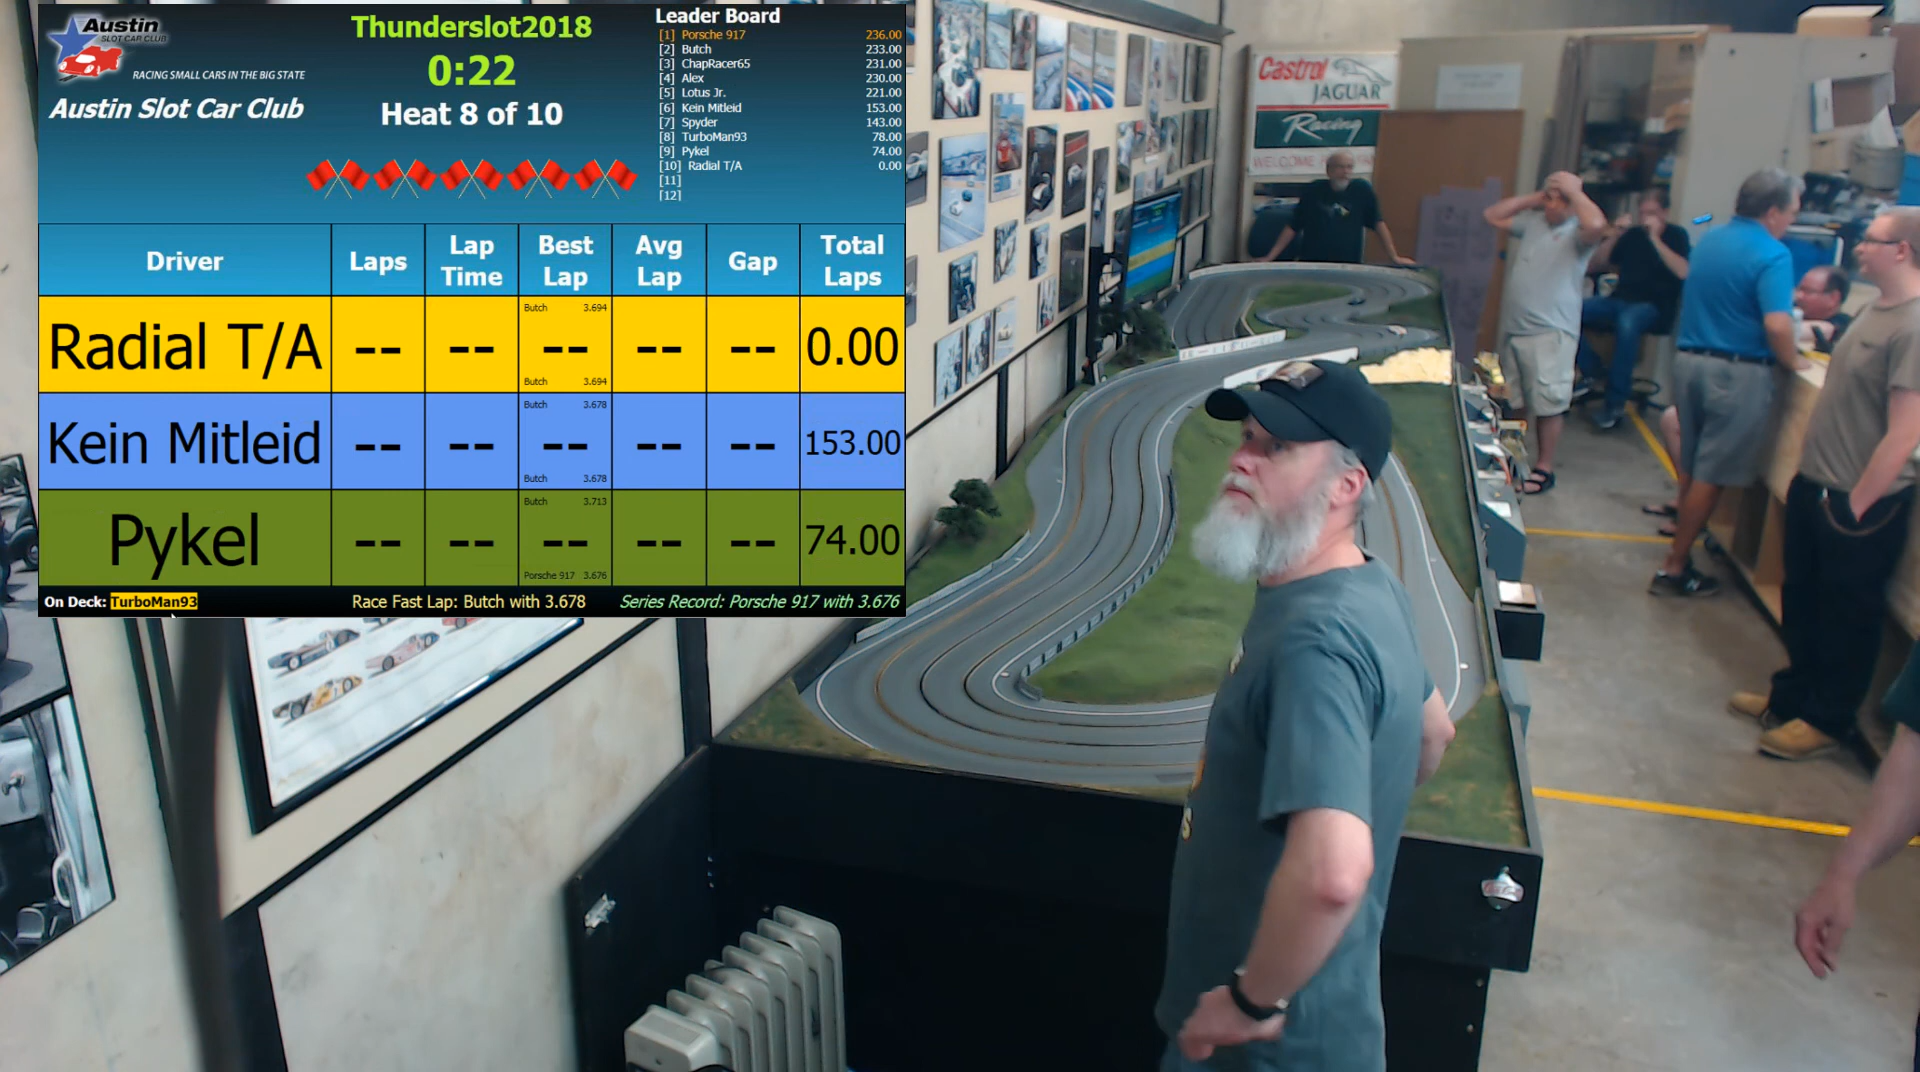 Austin
SLOT CAR CLUB
RACING SMALL CARS IN THE BIG STATE
Austin Slot Car Club
Thunderslot2018
0:22
Heat 8 of 10
Leader Board
[1] Porsche 917 236.00
[2] Butch 233.00
[3] ChapRacer65 231.00
[4] Alex 230.00
[5] Lotus Jr. 221.00
[6] Kein Mitleid 153.00
[7] Spyder 143.00
[8] TurboMan93 78.00
[9] Pykel 74.00
[10] Radial T/A 0.00
[11]
[12]
Driver Laps Lap Time Best Lap Avg Lap Gap Total Laps
Butch 3.694
Radial T/A -- -- -- -- -- 0.00
Butch 3.694
Butch 3.678
Kein Mitleid -- -- -- -- -- 153.00
Butch 3.678
Butch 3.713
Pykel -- -- -- -- -- 74.00
Porsche 917 3.676
On Deck: TurboMan93 Race Fast Lap: Butch with 3.678 Series Record: Porsche 917 with 3.676
Castrol
JAGUAR
Racing
WELCOME